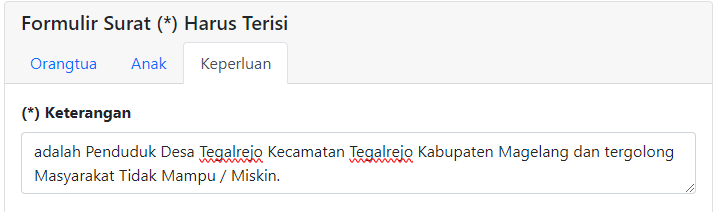 Formulir Surat (*) Harus Terisi
Orangtua Anak Keperluan
(*) Keterangan
adalah Penduduk Desa Tegalrejo Kecamatan Tegalrejo Kabupaten Magelang dan tergolong
Masyarakat Tidak Mampu / Miskin.